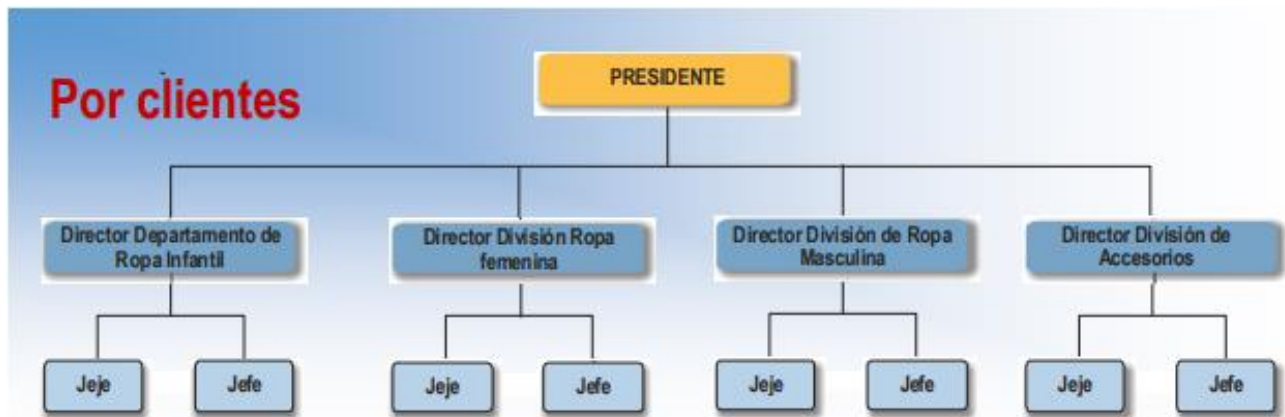 Por clientes
PRESIDENTE
Director Departamento de
Ropa Infantil
Director División Ropa
femenina
Director División de Ropa
Masculina
Director División de
Accesorios
Jeje
Jefe
Jeje
Jefe
Jeje
Jefe
Jeje
Jefe